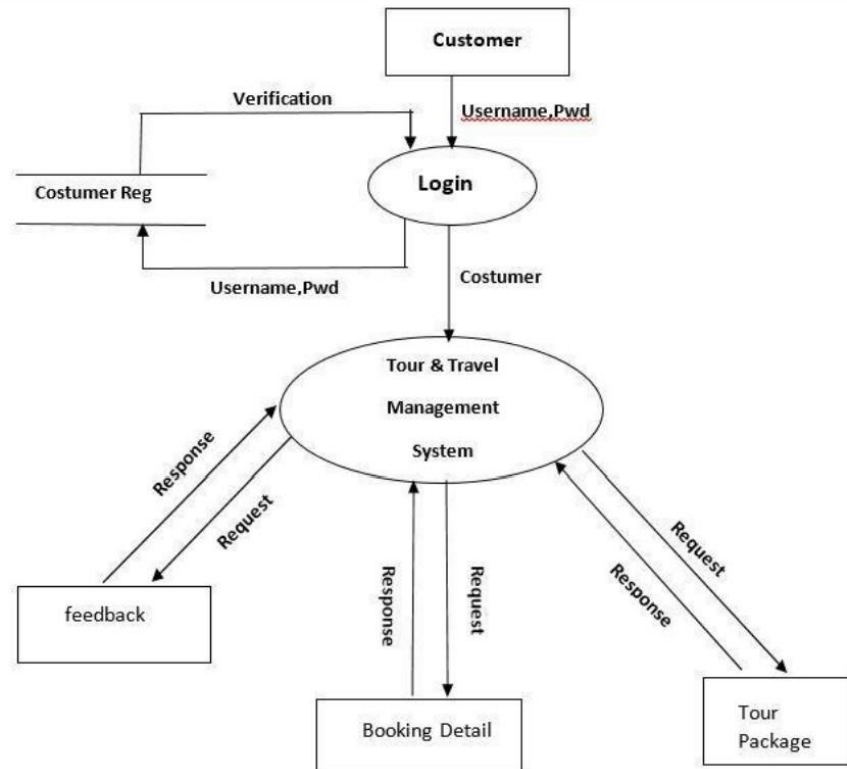 Customer
Verification
Username,Pwd
Costumer Reg
Login
Username,Pwd
Costumer
Tour & Travel
Management
System
Response
Request
Response
Request
Request
Response
feedback
Booking Detail
Tour
Package